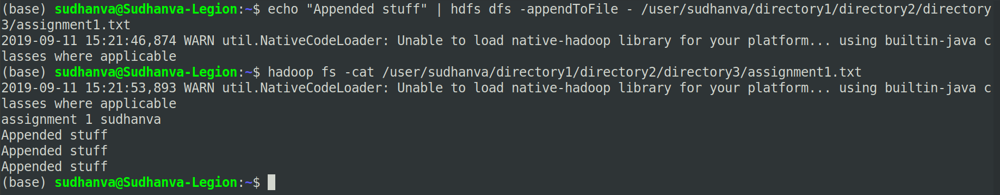 (base) sudhanva@Sudhanva-Legion:~$ echo "Appended stuff" | hdfs dfs -appendToFile - /user/sudhanva/directory1/directory2/directory
3/assignment1.txt
2019-09-11 15:21:46,874 WARN util.NativeCodeLoader: Unable to load native-hadoop library for your platform... using builtin-java c
lasses where applicable
(base) sudhanva@Sudhanva-Legion:~$ hadoop fs -cat /user/sudhanva/directory1/directory2/directory3/assignment1.txt
2019-09-11 15:21:53,893 WARN util.NativeCodeLoader: Unable to load native-hadoop library for your platform... using builtin-java c
lasses where applicable
assignment 1 sudhanva
Appended stuff
Appended stuff
Appended stuff
(base) sudhanva@Sudhanva-Legion:~$